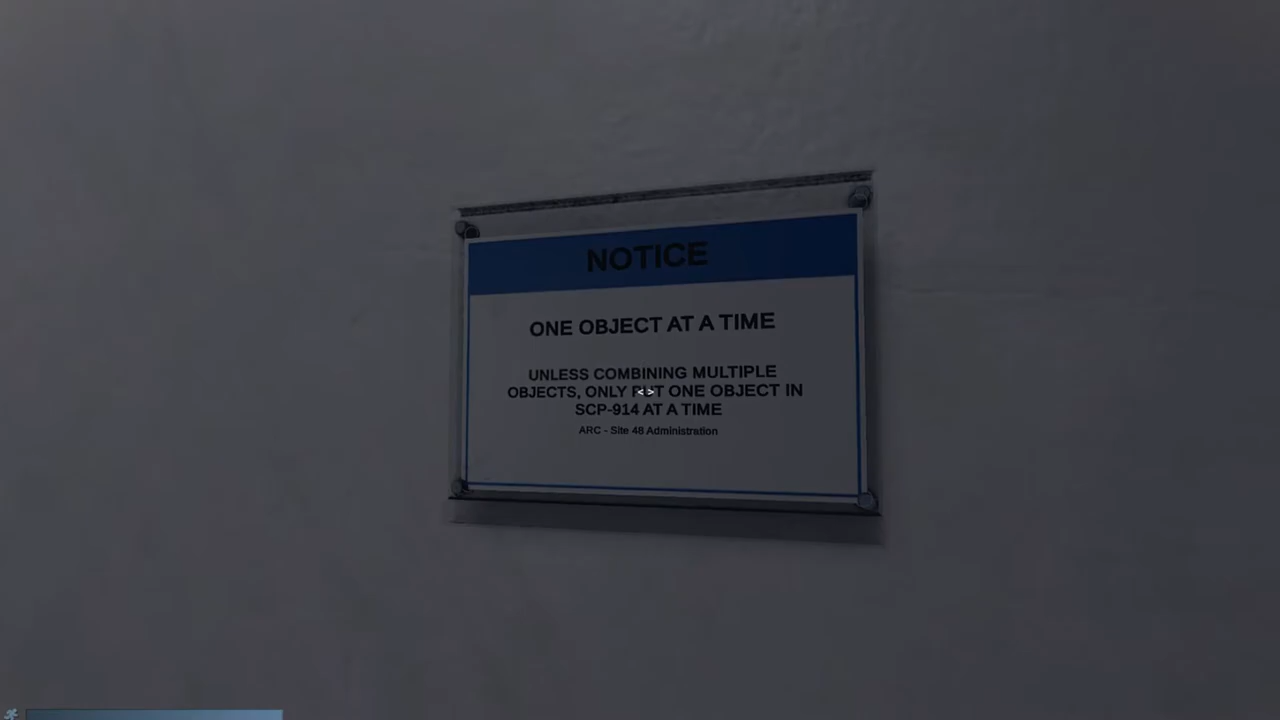 NOTICE
ONE OBJECT AT A TIME
UNLESS COMBINING MULTIPLE
OBJECTS, ONLY PUT ONE OBJECT IN
SCP-914 AT A TIME
ARC - Site 48 Administration